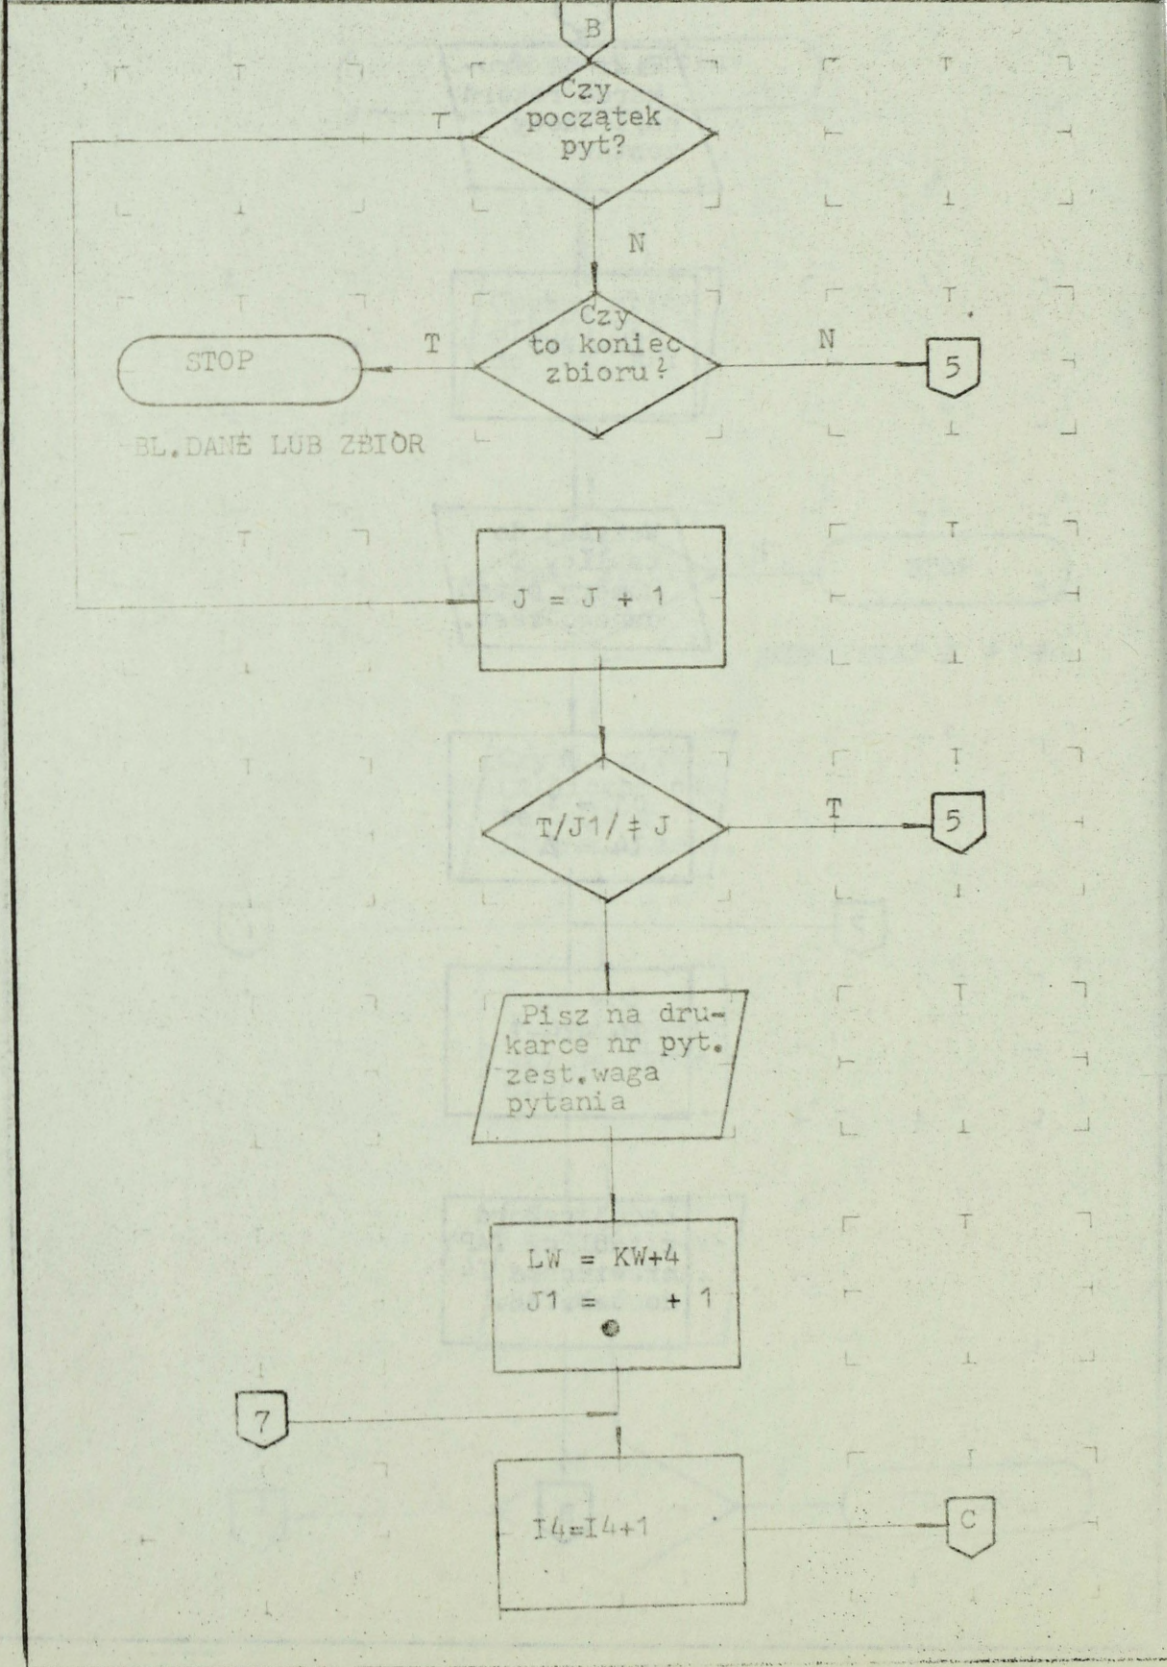 B
Czy
początek
pyt?
T
N
Czy
to koniec
zbioru?
T
N
STOP
5
BL.DANE LUB ZBIÓR
J = J + 1
T/J1/ ≠ J
T
5
Pisz na dru-
karce nr pyt.
zest.waga
pytania
LW = KW+4
J1 = + 1
7
I4=I4+1
C